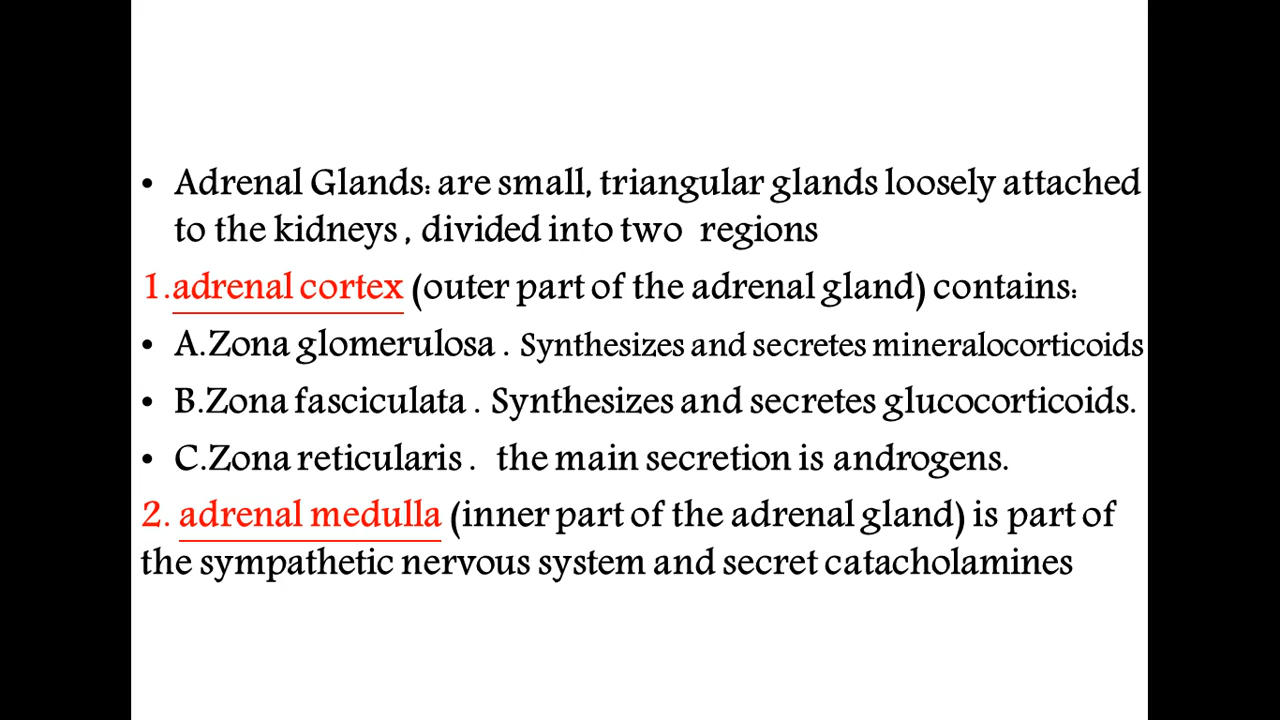 • Adrenal Glands: are small, triangular glands loosely attached
to the kidneys , divided into two regions
1.adrenal cortex (outer part of the adrenal gland) contains:
• A.Zona glomerulosa . Synthesizes and secretes mineralocorticoids
• B.Zona fasciculata . Synthesizes and secretes glucocorticoids.
• C.Zona reticularis . the main secretion is androgens.
2. adrenal medulla (inner part of the adrenal gland) is part of
the sympathetic nervous system and secret catacholamines